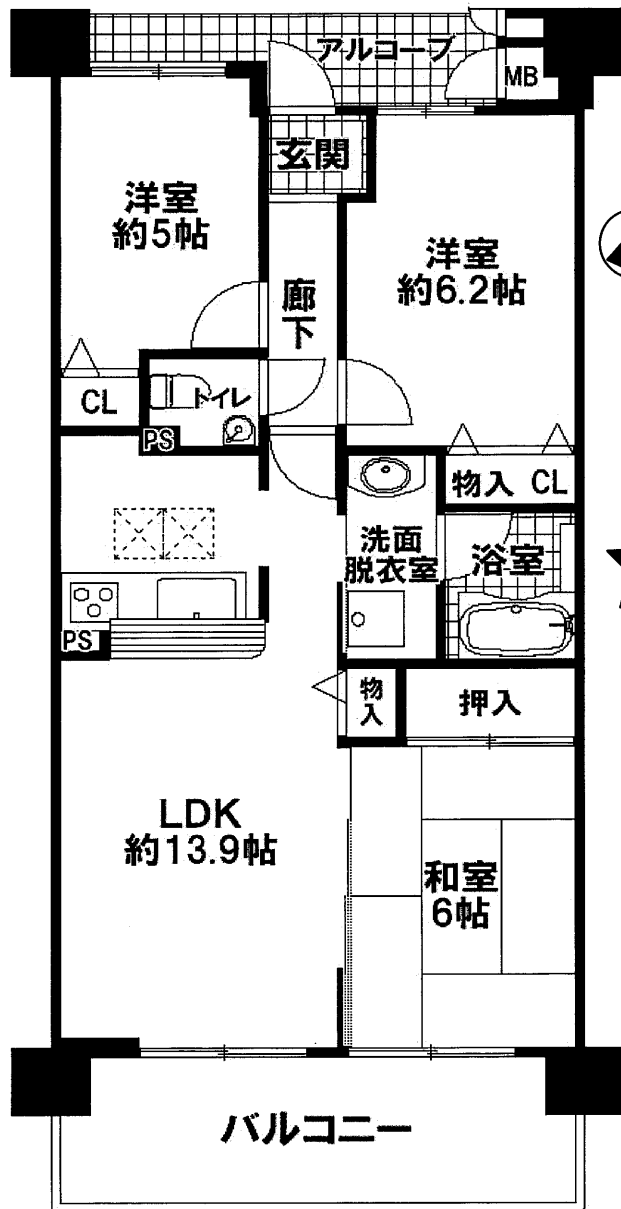 アルコーブ
MB
玄関
洋室
約5帖
洋室
約6.2帖
廊下
CL
トイレ
PS
物入 CL
洗面
脱衣室
浴室
PS
物入
押入
LDK
約13.9帖
和室
6帖
バルコニー